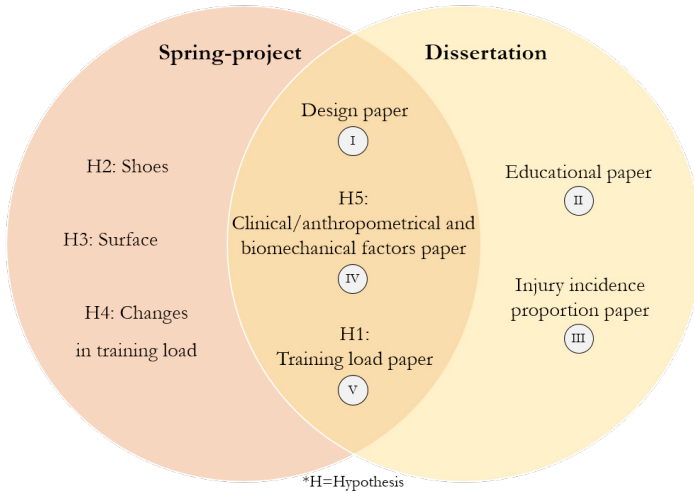 Spring-project
Dissertation
H2: Shoes
H3: Surface
H4: Changes
in training load
Design paper
I
H5:
Clinical/anthropometrical and
biomechanical factors paper
IV
H1:
Training load paper
V
Educational paper
II
Injury incidence
proportion paper
III
*H=Hypothesis